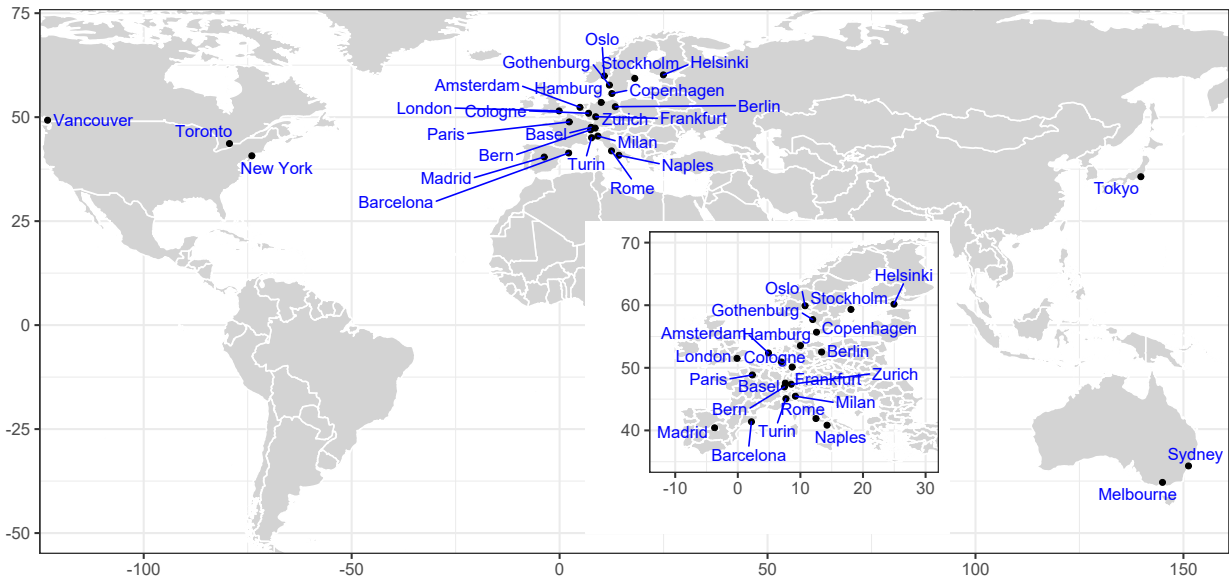 75
Oslo
Gothenburg Stockholm Helsinki
Amsterdam Hamburg Copenhagen
London Cologne Berlin
50
Vancouver Toronto Zurich Frankfurt
Paris Basel Milan
Bern Turin Naples
New York
Madrid Rome
Barcelona
Tokyo
25
0
-25
-50
70
Helsinki
Oslo Stockholm
60
Gothenburg
Copenhagen
Amsterdam Hamburg
London Cologne Berlin
50
Paris Basel Frankfurt Zurich
Bern Rome Milan
40
Madrid Turin Naples
Barcelona
-10 0 10 20 30
Sydney
Melbourne
-100 -50 0 50 100 150